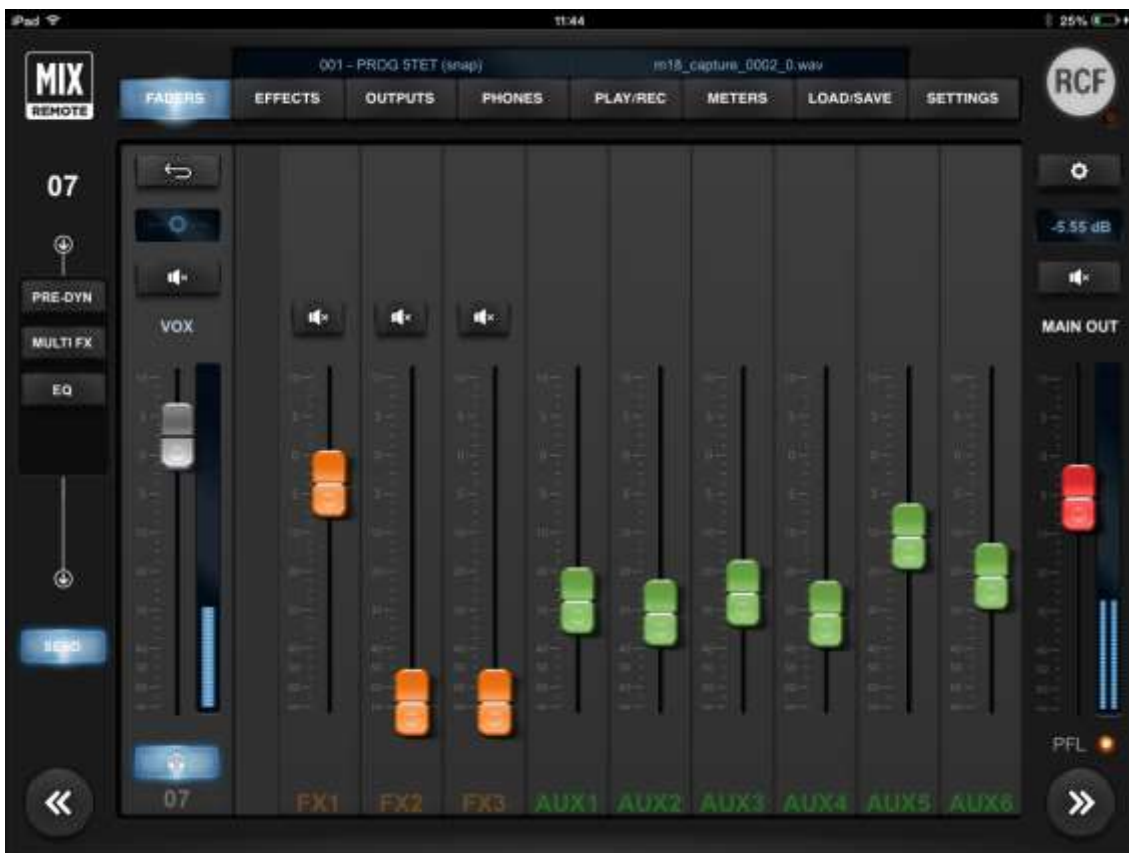 iPad 11:44 25%
001 - PROG 5TET (snap) m18_capture_0002_0.wav
MIX
REMOTE
FADERS EFFECTS OUTPUTS PHONES PLAY/REC METERS LOAD/SAVE SETTINGS
RCF
07
-5.55 dB
PRE-DYN
VOX
MAIN OUT
MULTI FX
EQ
SEND
PFL
07 FX1 FX2 FX3 AUX1 AUX2 AUX3 AUX4 AUX5 AUX6